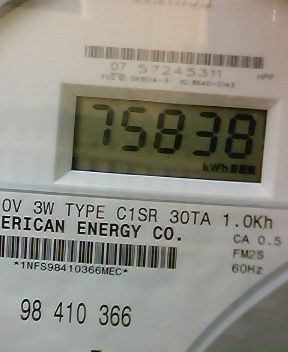 07 57245311
75838
kWh
0V 3W TYPE C1SR 30TA 1.0Kh
ERICAN ENERGY CO.
CA 0.5
*1NFS98410366MEC*
FM2S
60Hz
98 410 366